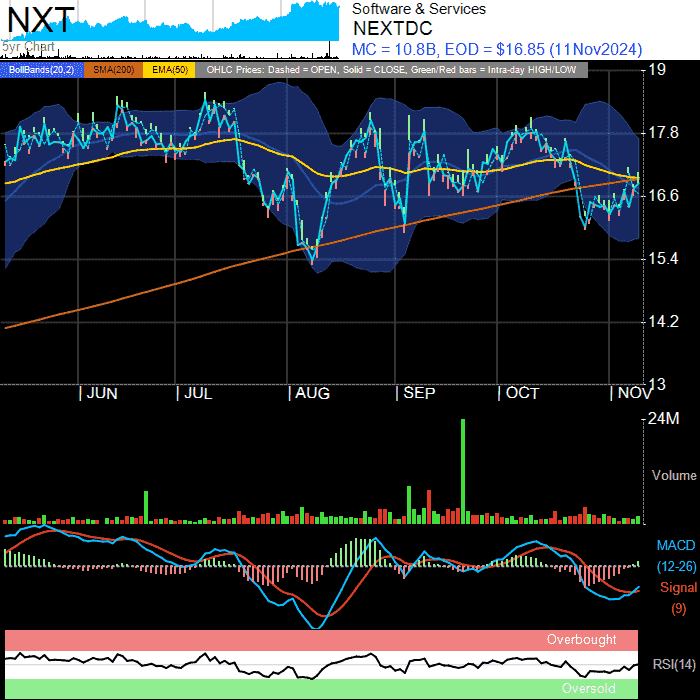 NXT
5yr Chart
Software & Services
NEXTDC
MC = 10.8B, EOD = $16.85 (11Nov2024)
BollBands(20,2) SMA(200) EMA(50) OHLC Prices: Dashed = OPEN, Solid = CLOSE, Green/Red bars = Intra-day HIGH/LOW
19
17.8
16.6
15.4
14.2
13
JUN JUL AUG SEP OCT NOV
24M
Volume
MACD
(12-26)
Signal
(9)
Overbought
RSI(14)
Oversold